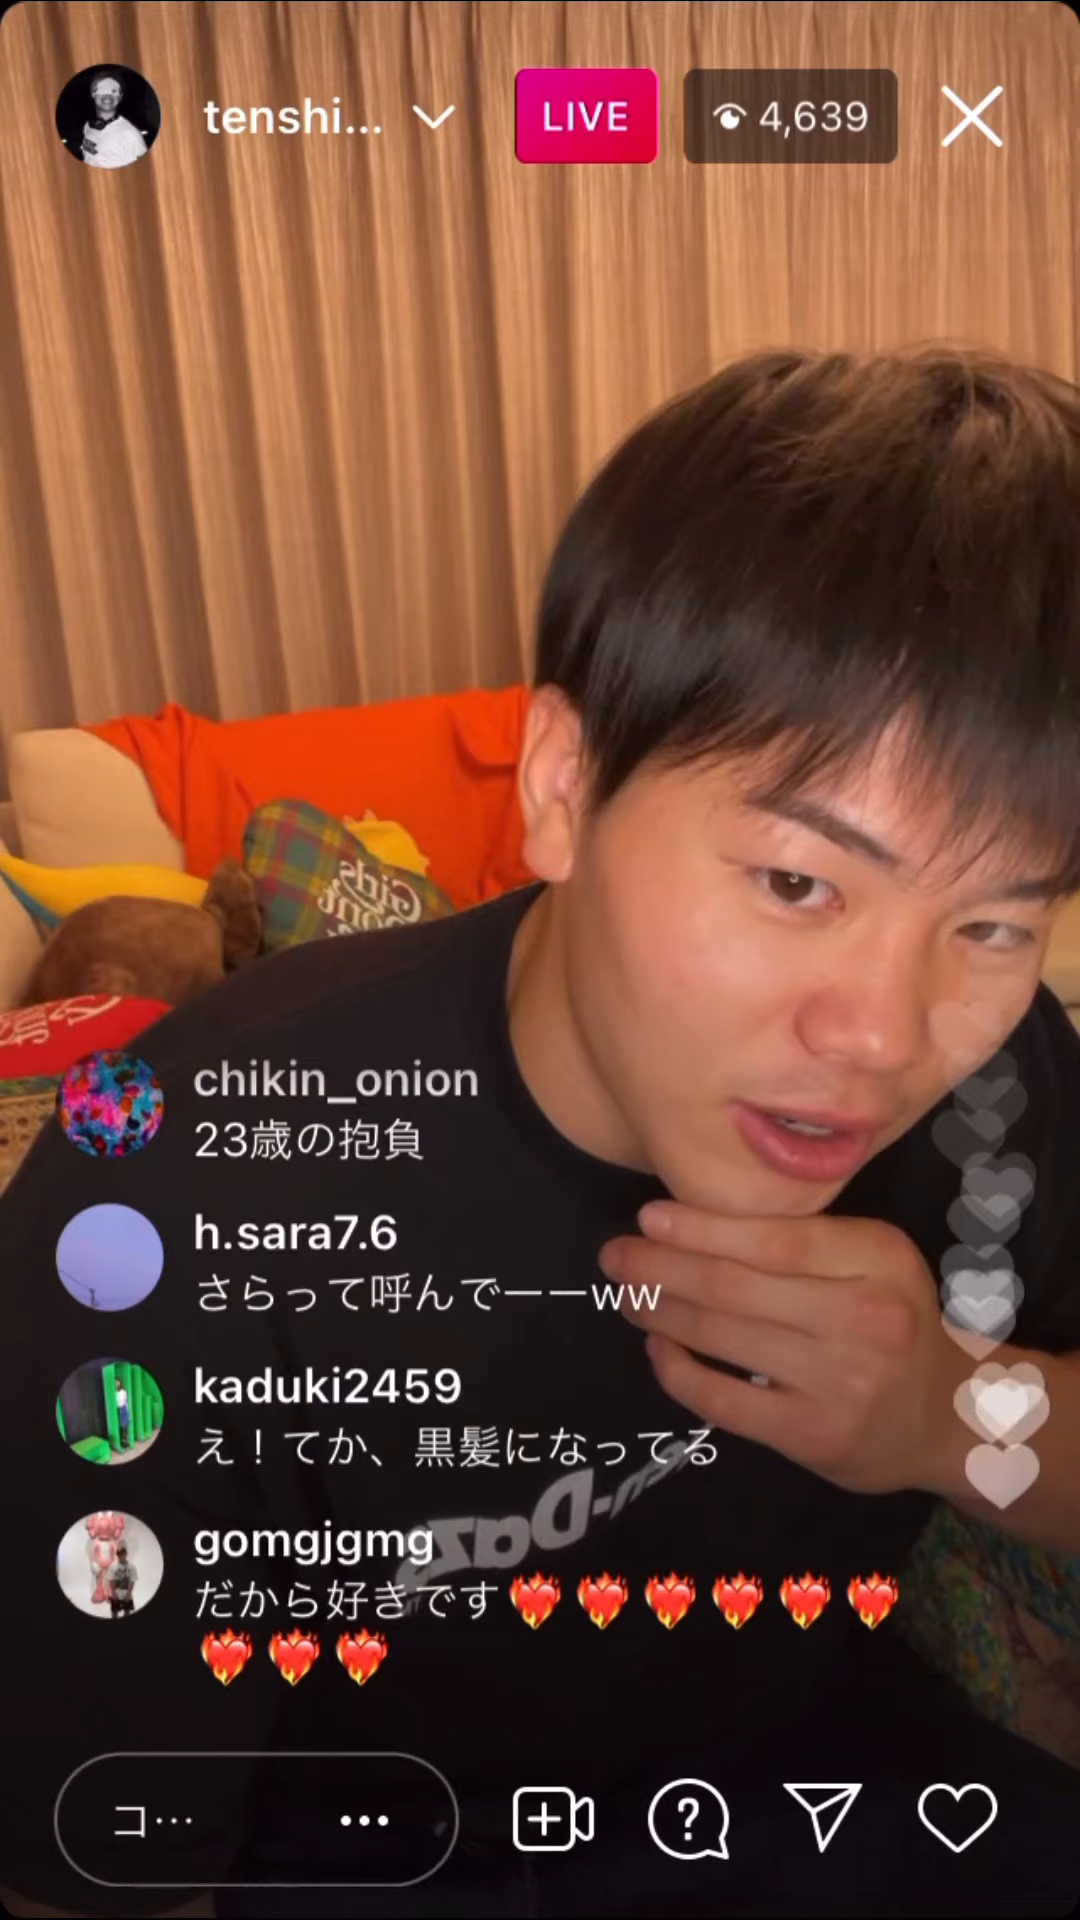 tenshi...
LIVE
4,639
Girls
Don't
chikin_onion
23歳の抱負
h.sara7.6
さらって呼んでーーww
kaduki2459
え！てか、黒髪になってる
gomgjgmg
だから好きです❤️‍🔥❤️‍🔥❤️‍🔥❤️‍🔥❤️‍🔥❤️‍🔥
❤️‍🔥❤️‍🔥❤️‍🔥
コ…